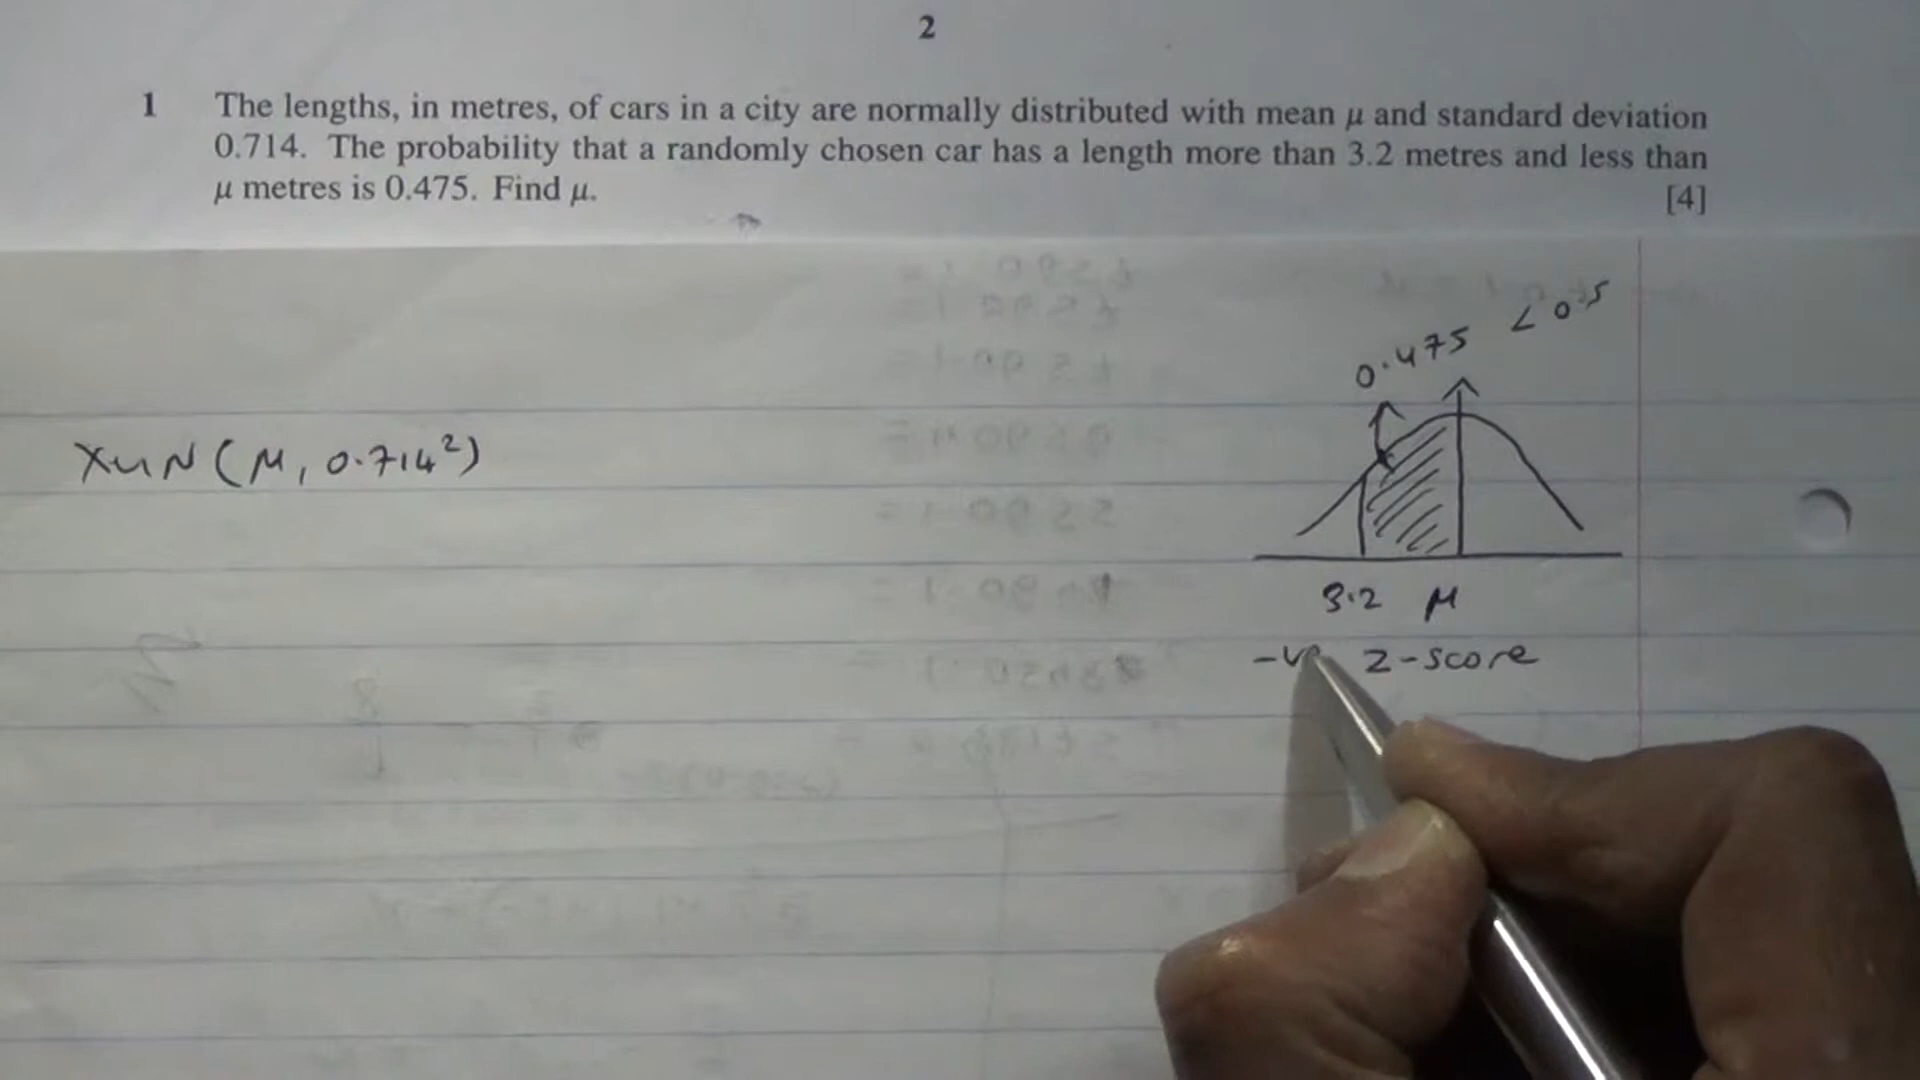 2
1 The lengths, in metres, of cars in a city are normally distributed with mean μ and standard deviation
0.714. The probability that a randomly chosen car has a length more than 3.2 metres and less than
μ metres is 0.475. Find μ.
[4]
0.475 < 0.5
X~N(μ, 0.714²)
3.2 μ
-ve z-score